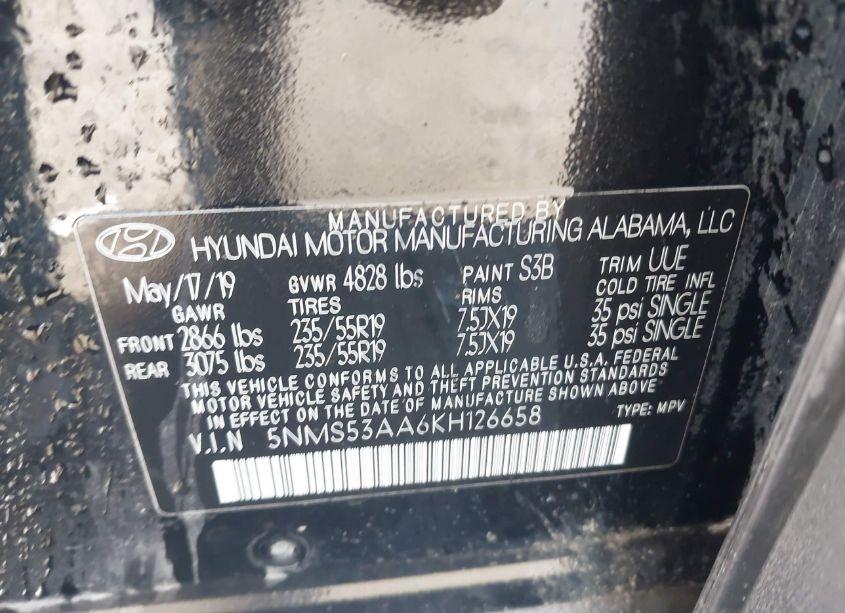 MANUFACTURED BY
HYUNDAI MOTOR MANUFACTURING ALABAMA, LLC
May/17/19 GVWR 4828 lbs PAINT S3B TRIM UUE
GAWR TIRES RIMS COLD TIRE INFL
FRONT 2866 lbs 235/55R19 7.5JX19 35 psi SINGLE
REAR 3075 lbs 235/55R19 7.5JX19 35 psi SINGLE
THIS VEHICLE CONFORMS TO ALL APPLICABLE U.S.A. FEDERAL
MOTOR VEHICLE SAFETY AND THEFT PREVENTION STANDARDS
IN EFFECT ON THE DATE OF MANUFACTURE SHOWN ABOVE
V.I.N 5NMS53AA6KH126658 TYPE: MPV